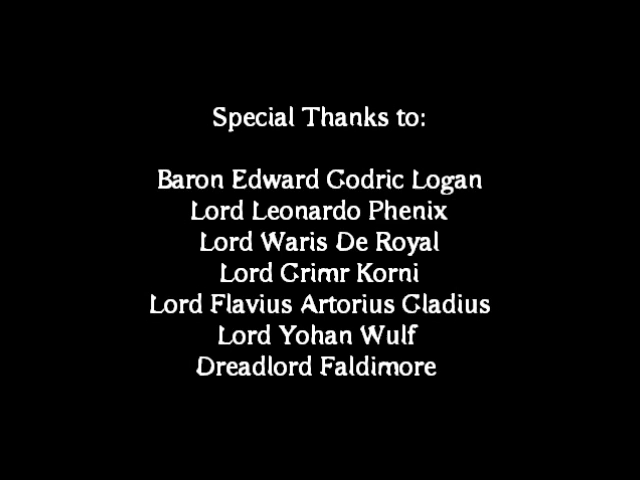 Special Thanks to:
Baron Edward Godric Logan
Lord Leonardo Phenix
Lord Waris De Royal
Lord Grimr Korni
Lord Flavius Artorius Gladius
Lord Yohan Wulf
Dreadlord Faldimore